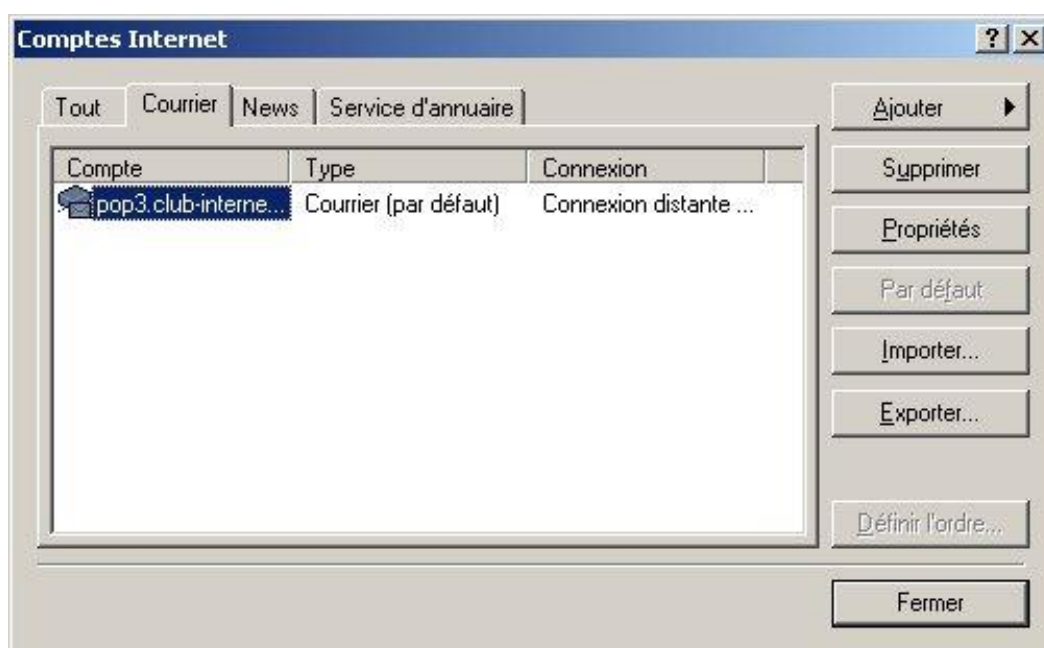 Comptes Internet
Tout Courrier News Service d'annuaire
Ajouter
Compte Type Connexion
Supprimer
pop3.club-interne... Courrier (par défaut) Connexion distante ...
Propriétés
Par défaut
Importer...
Exporter...
Définir l'ordre...
Fermer